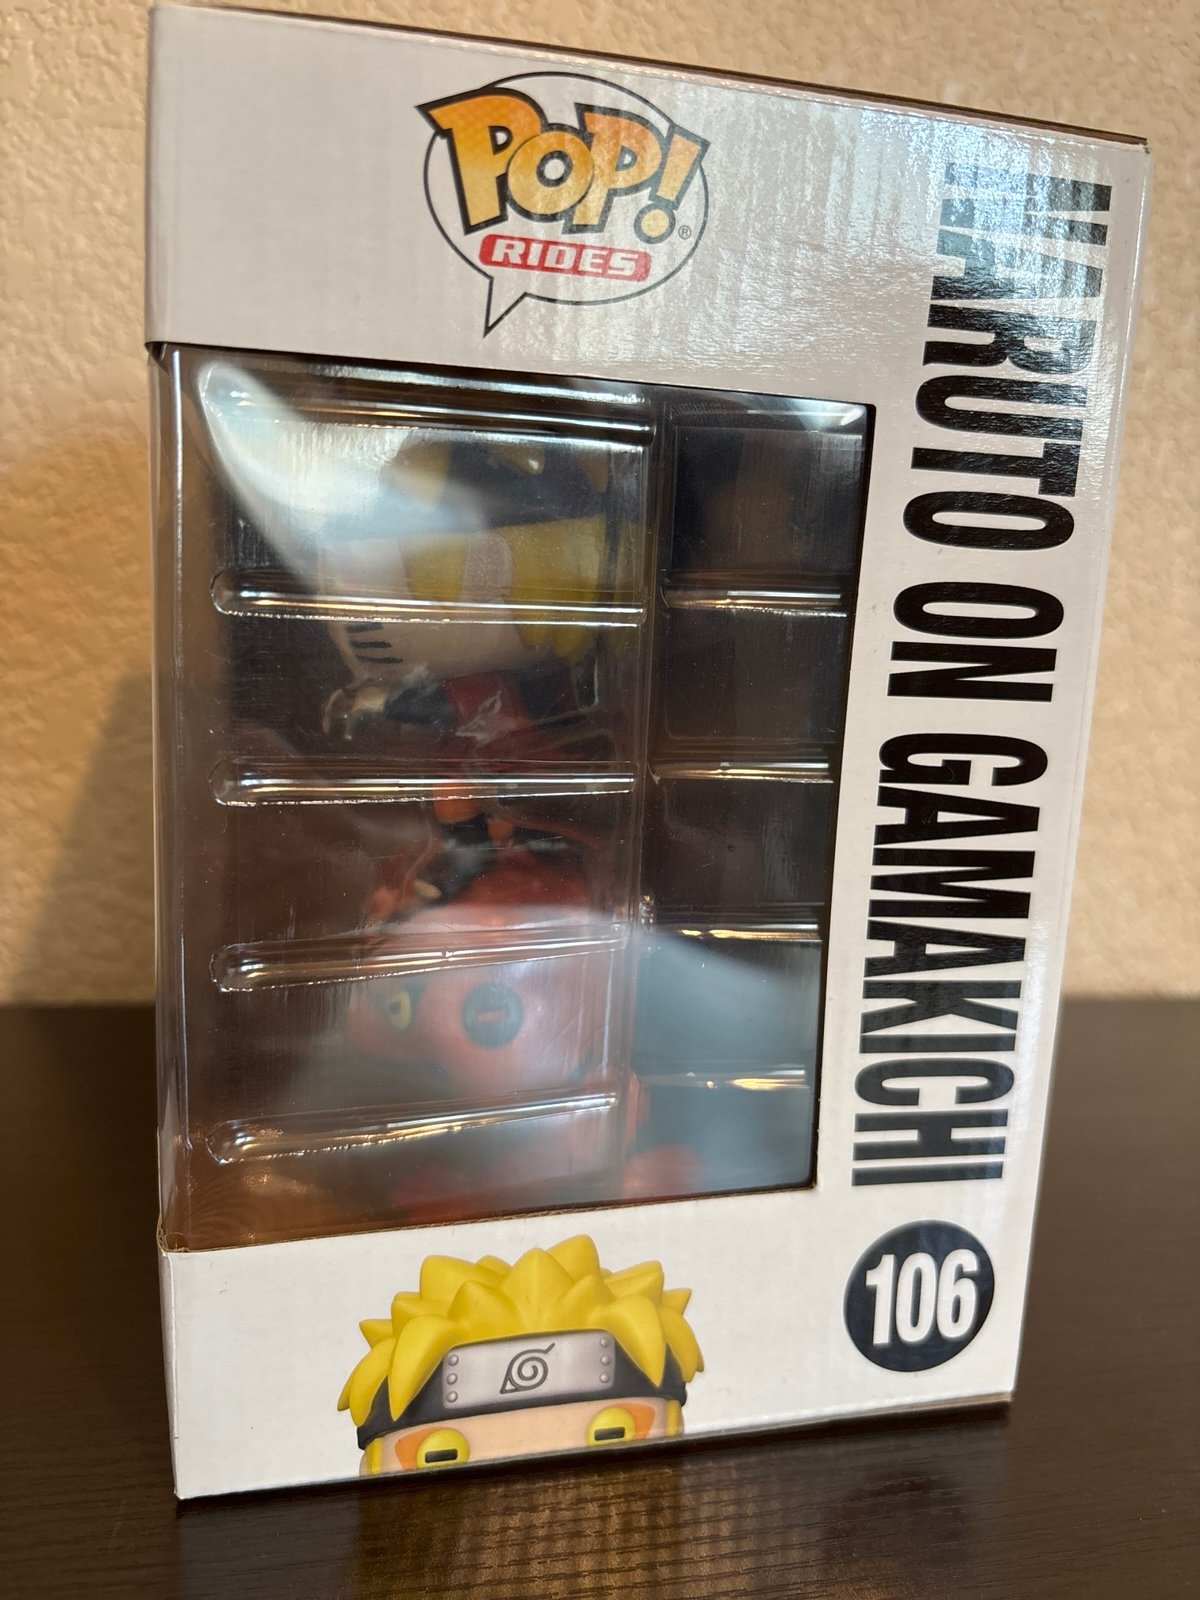 POP!®
RIDES
NARUTO ON GAMAKICHI
106